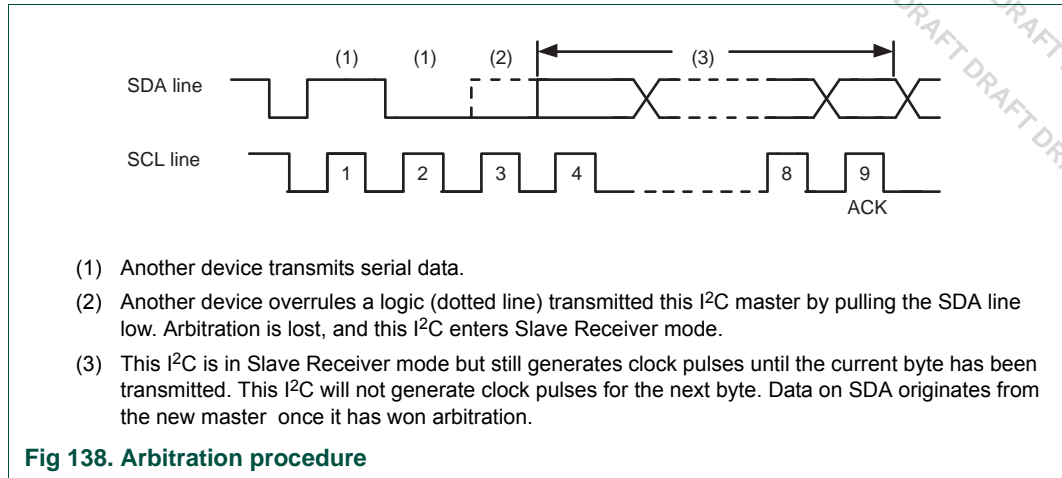 DRAFT DRAFT DRAFT
DRAFT
(1) (1) (2) (3)
SDA line
SCL line
1 2 3 4 8 9
ACK
(1) Another device transmits serial data.
(2) Another device overrules a logic (dotted line) transmitted this I2C master by pulling the SDA line
low. Arbitration is lost, and this I2C enters Slave Receiver mode.
(3) This I2C is in Slave Receiver mode but still generates clock pulses until the current byte has been
transmitted. This I2C will not generate clock pulses for the next byte. Data on SDA originates from
the new master once it has won arbitration.
Fig 138. Arbitration procedure